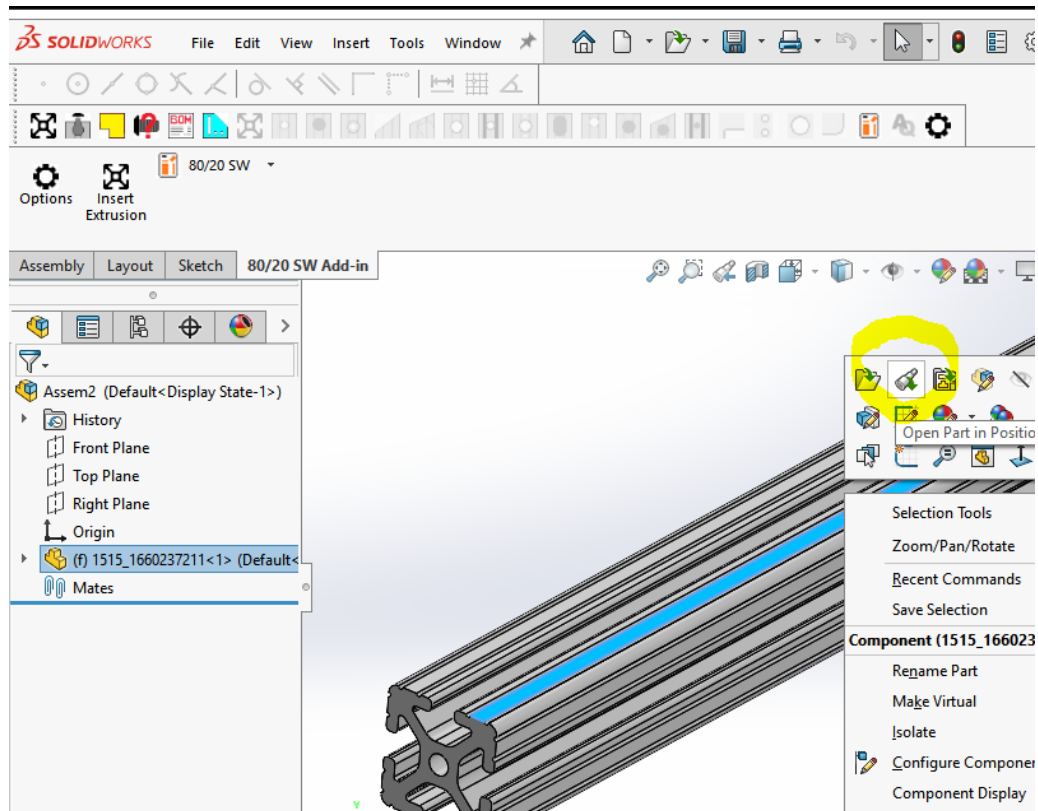 SOLIDWORKS File Edit View Insert Tools Window
BOM
80/20 SW
Options Insert
Extrusion
Assembly Layout Sketch 80/20 SW Add-in
Assem2 (Default<Display State-1>)
History
Front Plane
Top Plane
Right Plane
Origin
(f) 1515_1660237211<1> (Default<
Mates
Open Part in Positio
Selection Tools
Zoom/Pan/Rotate
Recent Commands
Save Selection
Component (1515_166023
Rename Part
Make Virtual
Isolate
Configure Componen
Component Display
Y